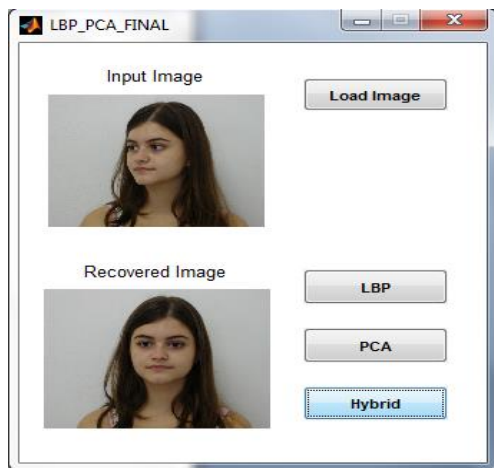 LBP_PCA_FINAL
Input Image
Load Image
Recovered Image
LBP
PCA
Hybrid